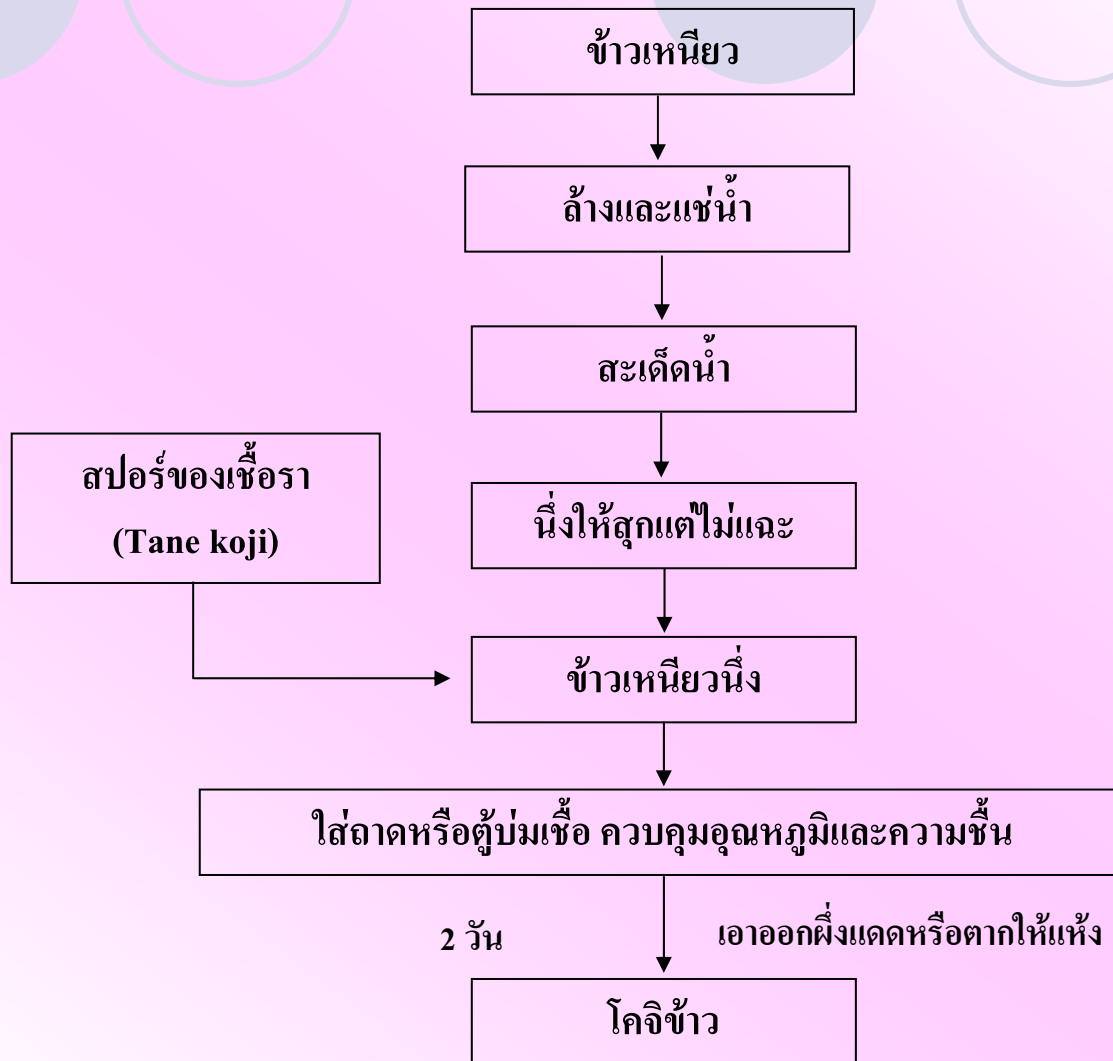 ข้าวเหนียว
ล้างและแช่น้ำ
สะเด็ดน้ำ
สปอร์ของเชื้อรา
(Tane koji)
นึ่งให้สุกแต่ไม่แฉะ
ข้าวเหนียวนึ่ง
ใส่ถาดหรือตู้บ่มเชื้อ ควบคุมอุณหภูมิและความชื้น
2 วัน
เอาออกผึ่งแดดหรือตากให้แห้ง
โคจิข้าว